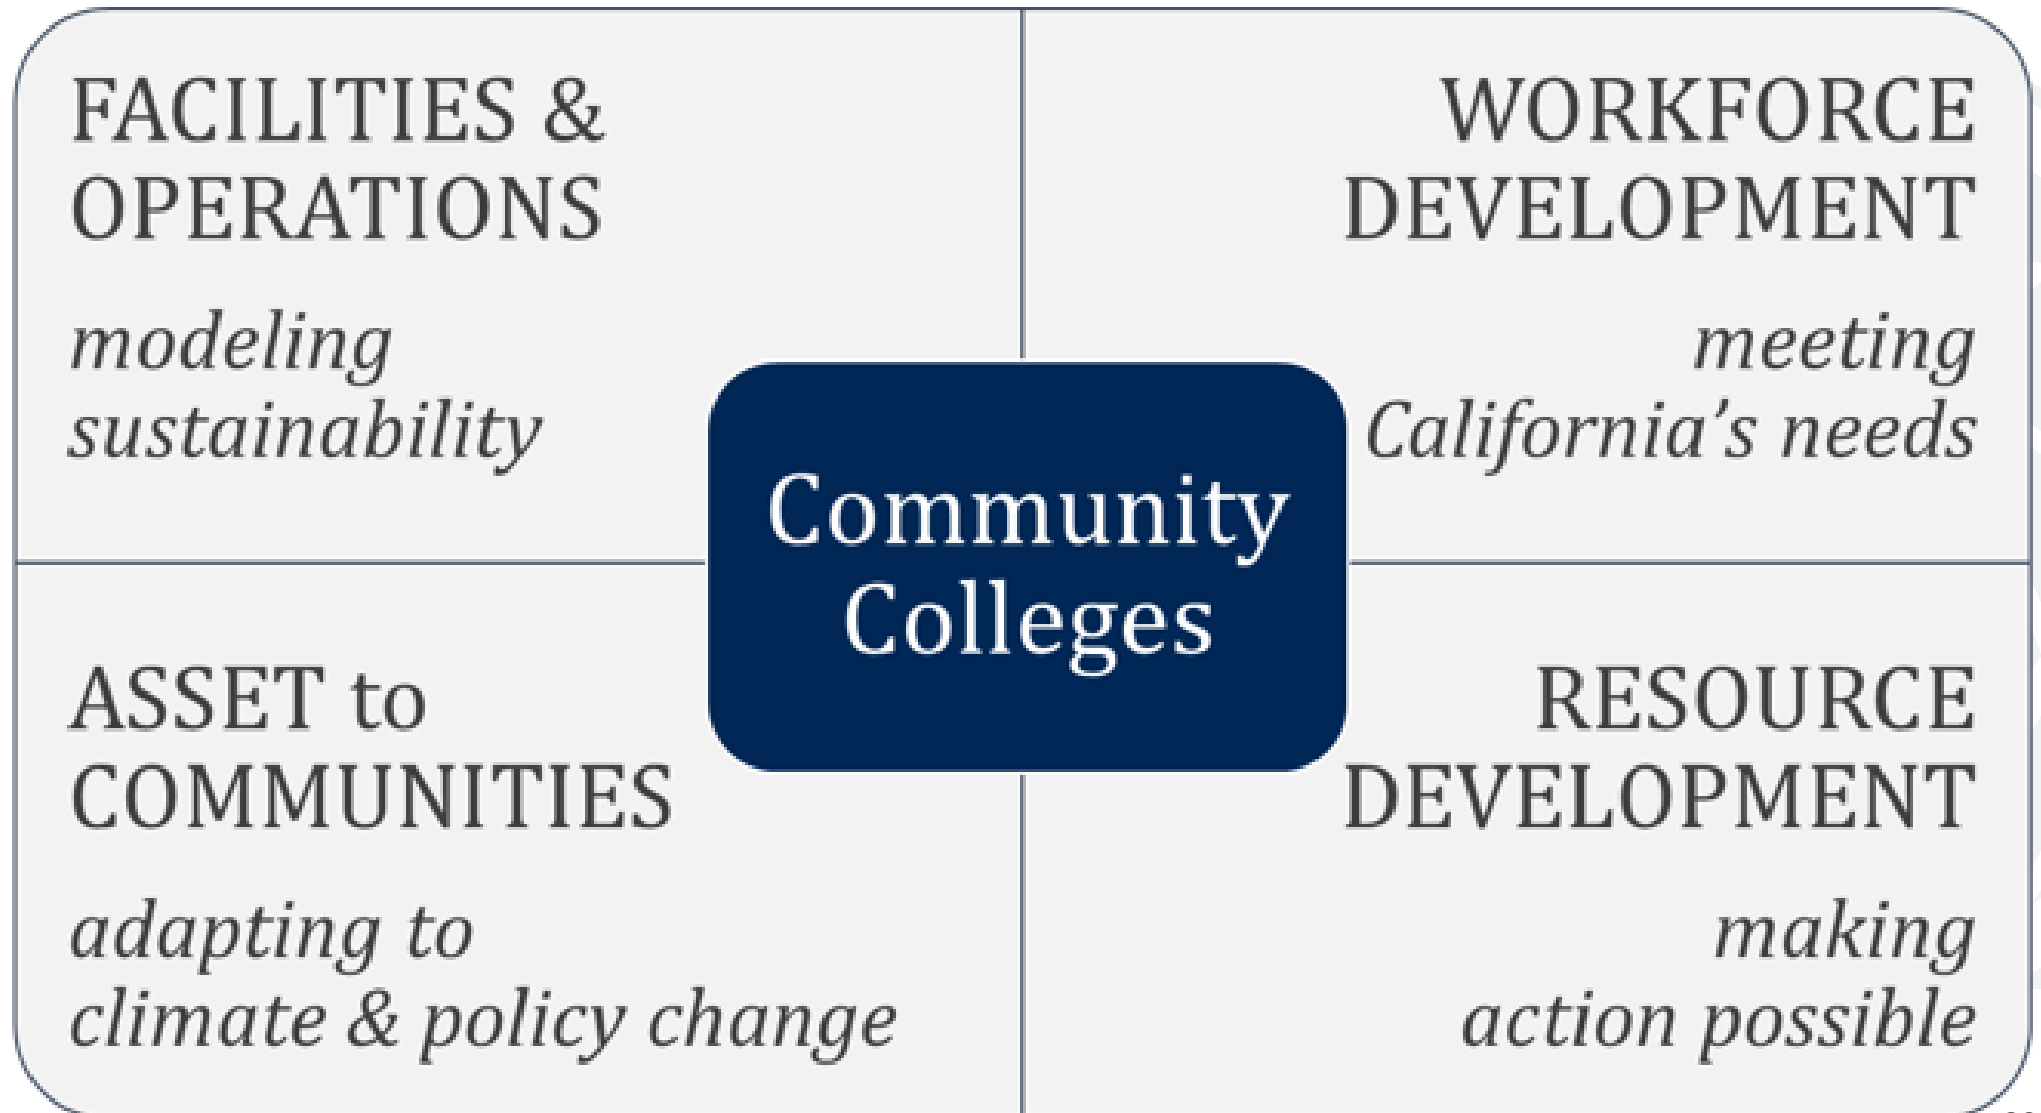 FACILITIES &
OPERATIONS
modeling
sustainability
WORKFORCE
DEVELOPMENT
meeting
California’s needs
Community
Colleges
ASSET to
COMMUNITIES
adapting to
climate & policy change
RESOURCE
DEVELOPMENT
making
action possible